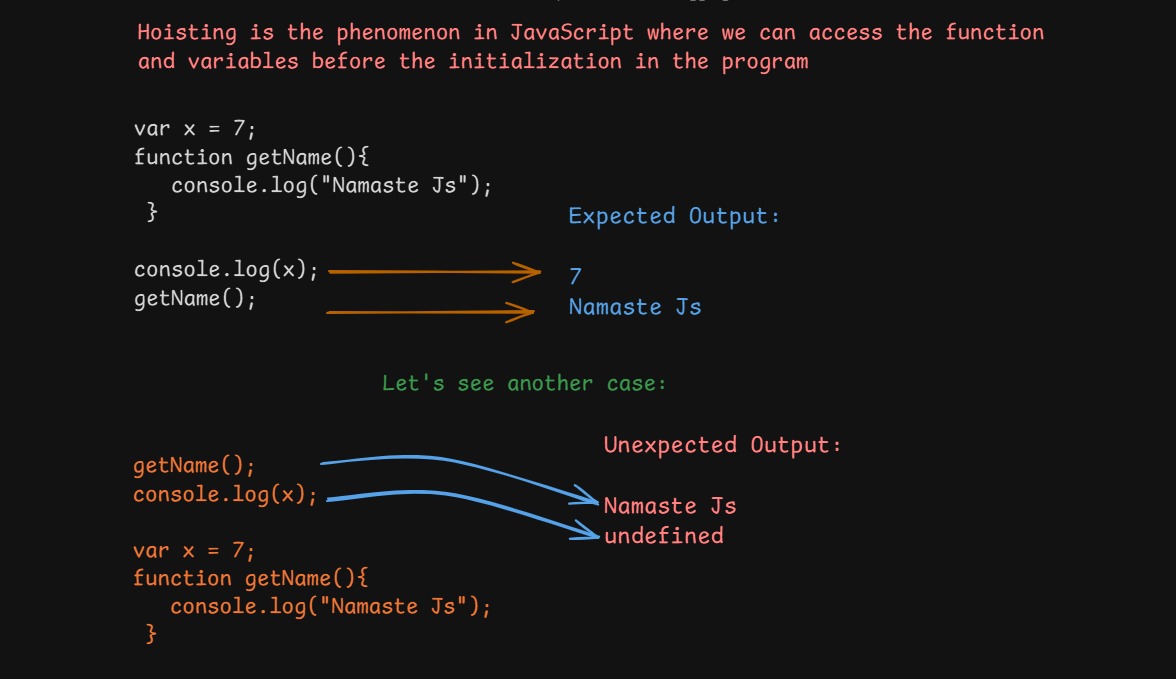 Hoisting is the phenomenon in JavaScript where we can access the function
and variables before the initialization in the program
var x = 7;
function getName(){
console.log("Namaste Js");
}
Expected Output:
console.log(x);
7
getName();
Namaste Js
Let's see another case:
Unexpected Output:
getName();
console.log(x);
Namaste Js
undefined
var x = 7;
function getName(){
console.log("Namaste Js");
}